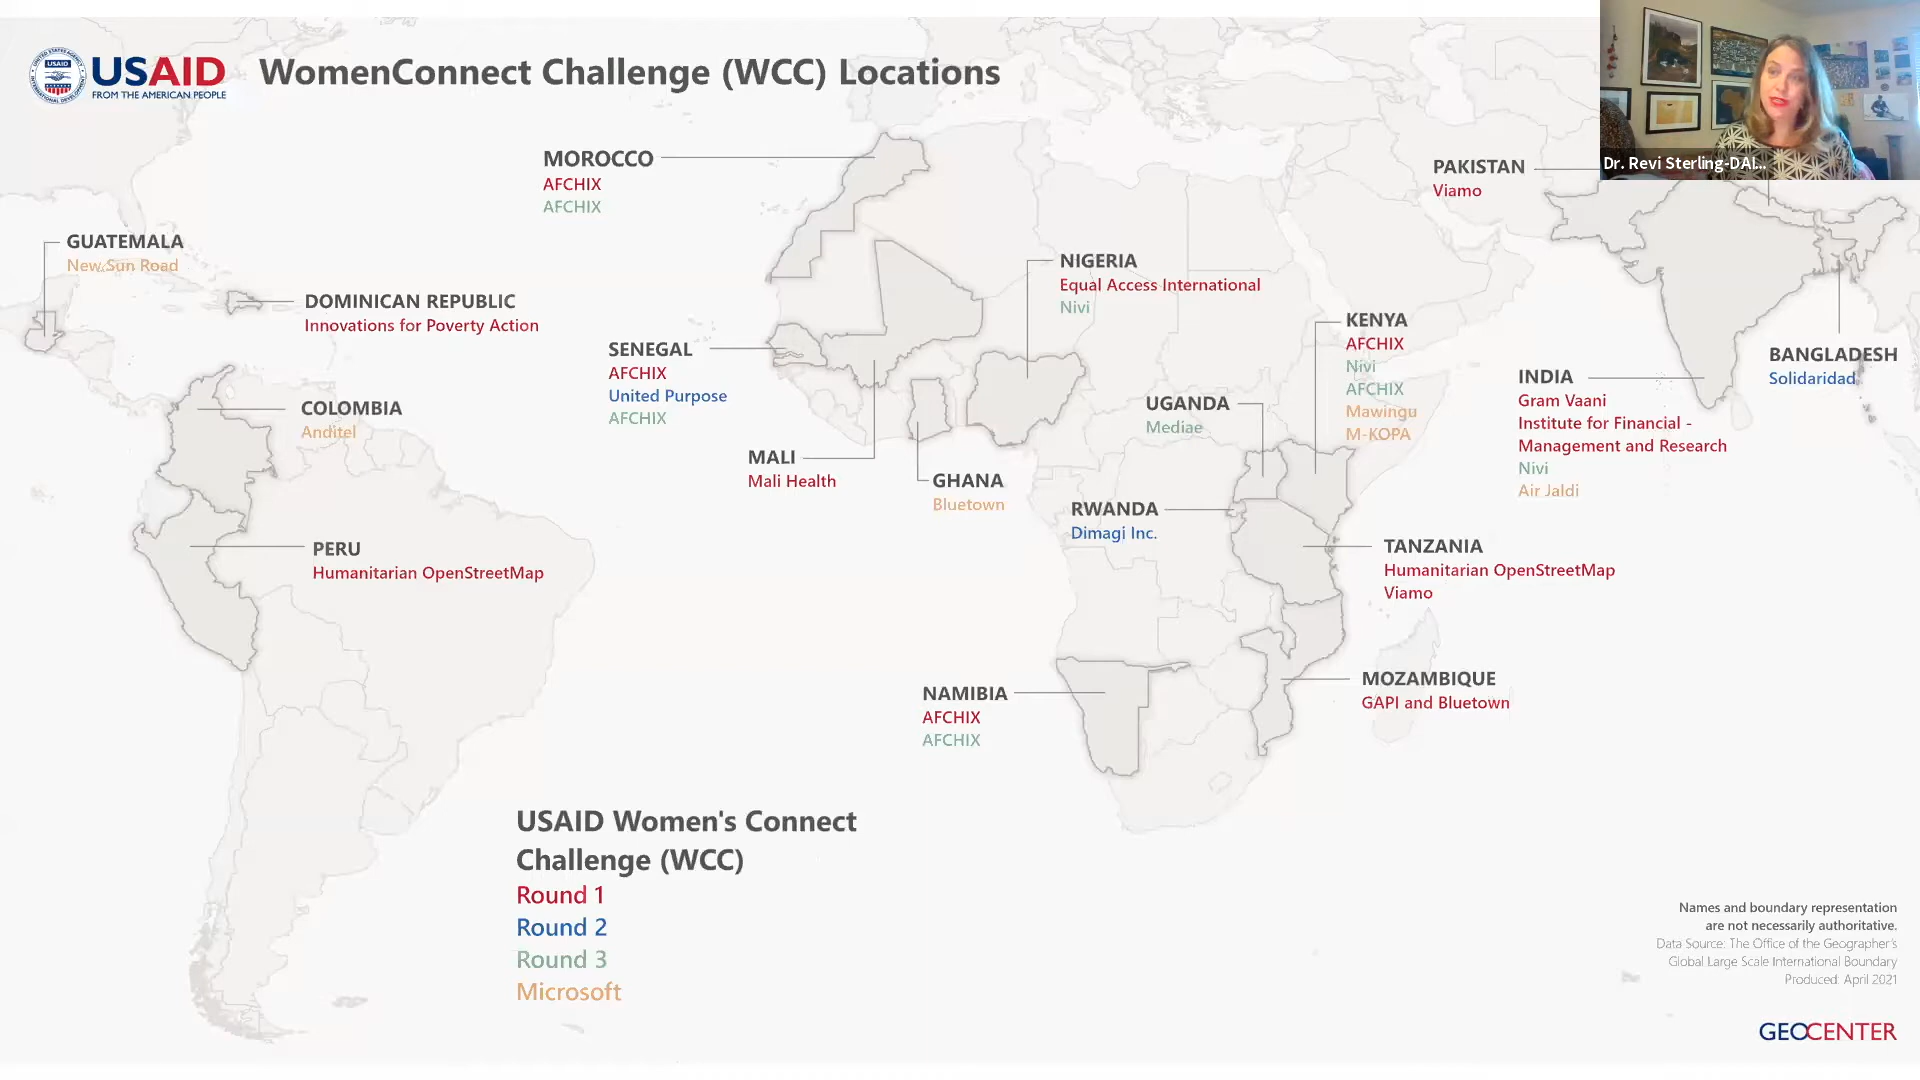 USAID
FROM THE AMERICAN PEOPLE
WomenConnect Challenge (WCC) Locations
Dr. Revi Sterling-DAI...
MOROCCO
AFCHIX
AFCHIX
PAKISTAN
Viamo
GUATEMALA
New Sun Road
DOMINICAN REPUBLIC
Innovations for Poverty Action
NIGERIA
Equal Access International
Nivi
SENEGAL
AFCHIX
United Purpose
AFCHIX
KENYA
AFCHIX
Nivi
AFCHIX
Mawingu
M-KOPA
BANGLADESH
Solidaridad
INDIA
Gram Vaani
Institute for Financial -
Management and Research
Nivi
Air Jaldi
COLOMBIA
Anditel
UGANDA
Mediae
MALI
Mali Health
GHANA
Bluetown
RWANDA
Dimagi Inc.
PERU
Humanitarian OpenStreetMap
TANZANIA
Humanitarian OpenStreetMap
Viamo
NAMIBIA
AFCHIX
AFCHIX
MOZAMBIQUE
GAPI and Bluetown
USAID Women's Connect
Challenge (WCC)
Round 1
Round 2
Round 3
Microsoft
Names and boundary representation
are not necessarily authoritative.
Data Source: The Office of the Geographer's
Global Large Scale International Boundary
Produced: April 2021
GEOCENTER